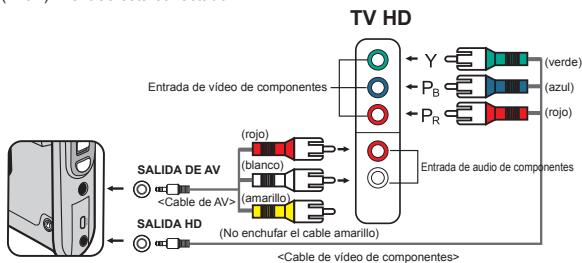 TV HD
Entrada de vídeo de componentes
Y
(verde)
PB
(azul)
PR
(rojo)
(rojo)
SALIDA DE AV
(blanco)
Entrada de audio de componentes
<Cable de AV>
(amarillo)
SALIDA HD
(No enchufar el cable amarillo)
<Cable de vídeo de componentes>